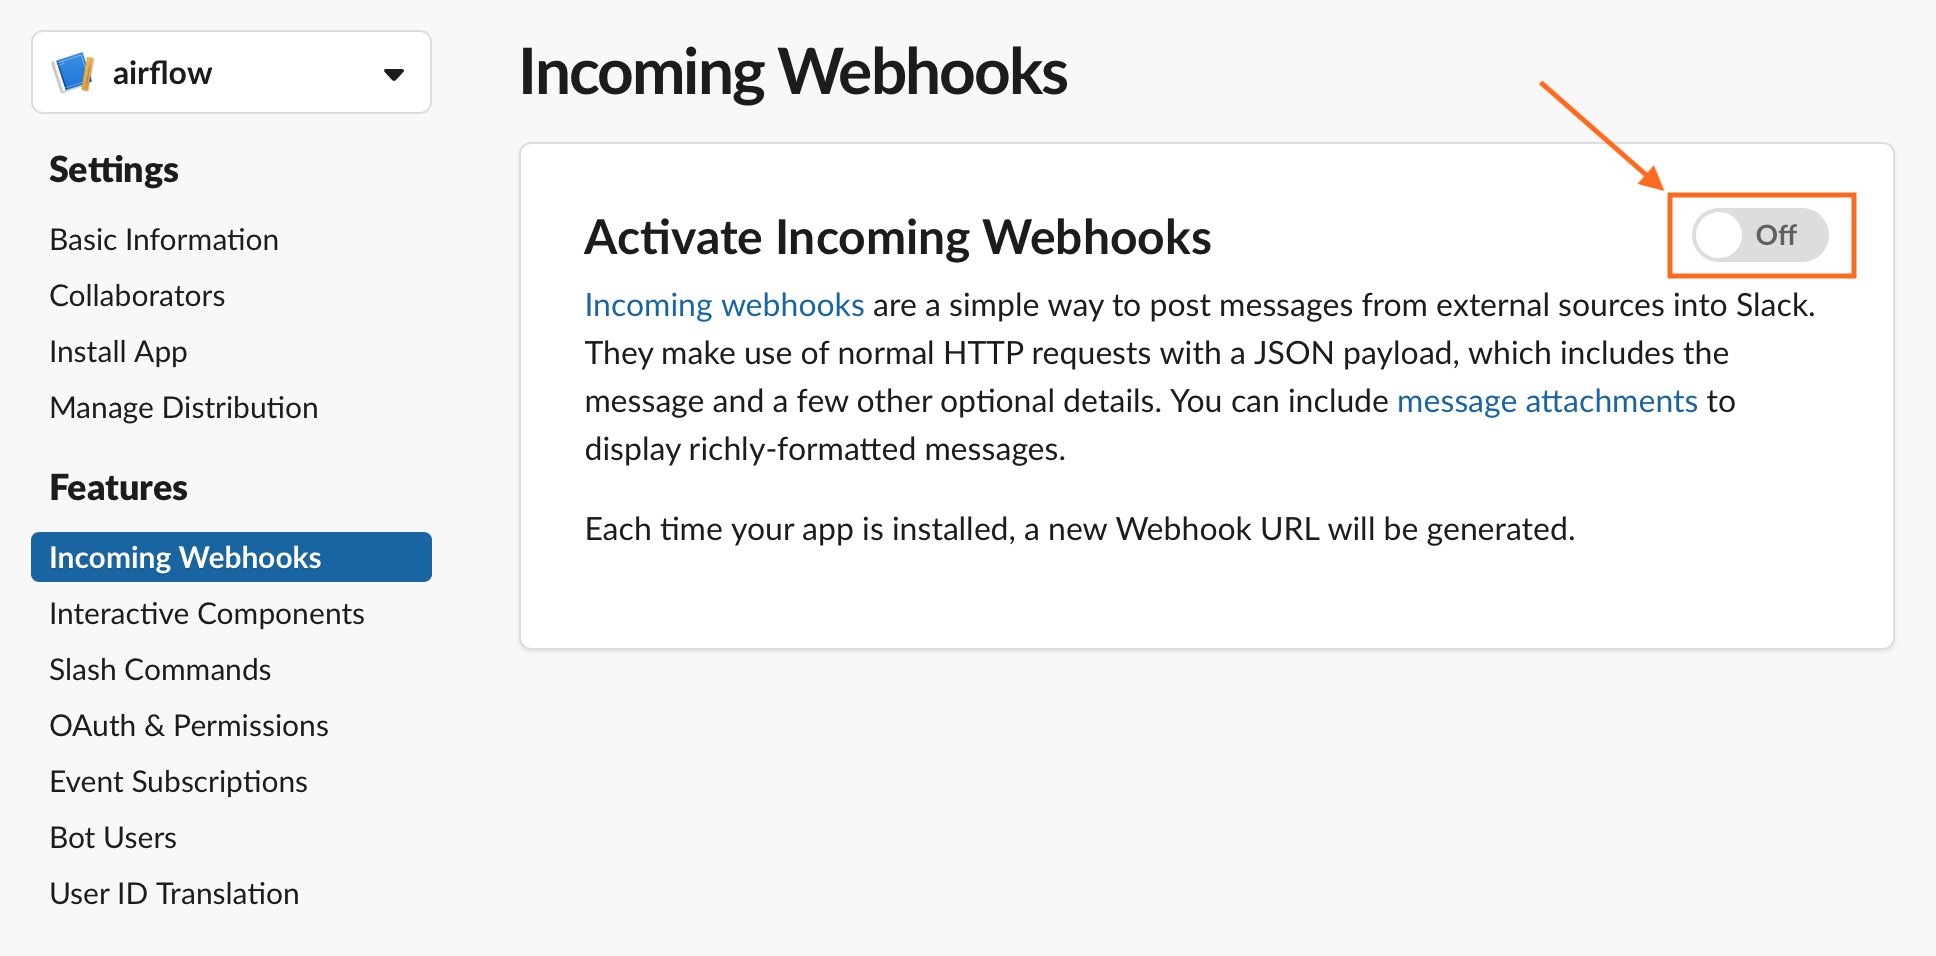 airflow
Settings
Basic Information
Collaborators
Install App
Manage Distribution
Features
Incoming Webhooks
Interactive Components
Slash Commands
OAuth & Permissions
Event Subscriptions
Bot Users
User ID Translation
Incoming Webhooks
Activate Incoming Webhooks
Off
Incoming webhooks are a simple way to post messages from external sources into Slack.
They make use of normal HTTP requests with a JSON payload, which includes the
message and a few other optional details. You can include message attachments to
display richly-formatted messages.
Each time your app is installed, a new Webhook URL will be generated.